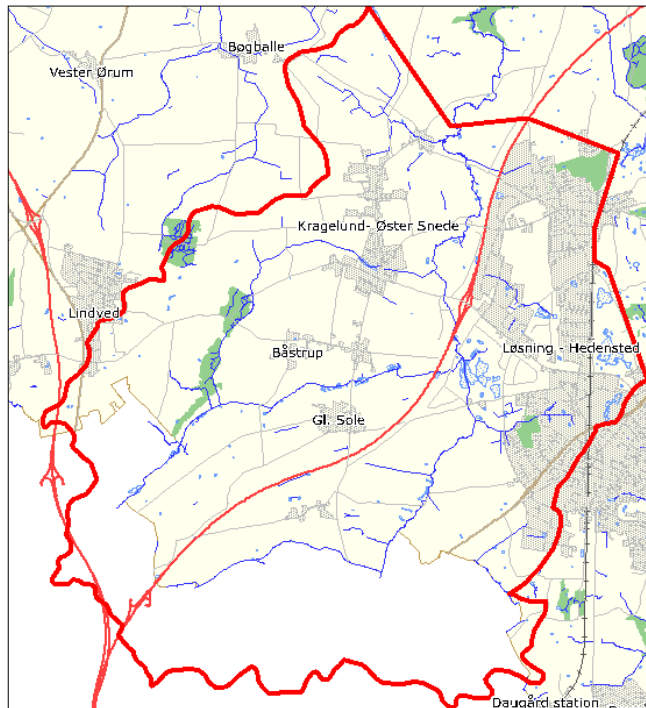 Bøgballe
Vester Ørum
Kragelund- Øster Snede
Lindved
Løsning - Hedensted
Båstrup
Gl. Sole
Daugård station